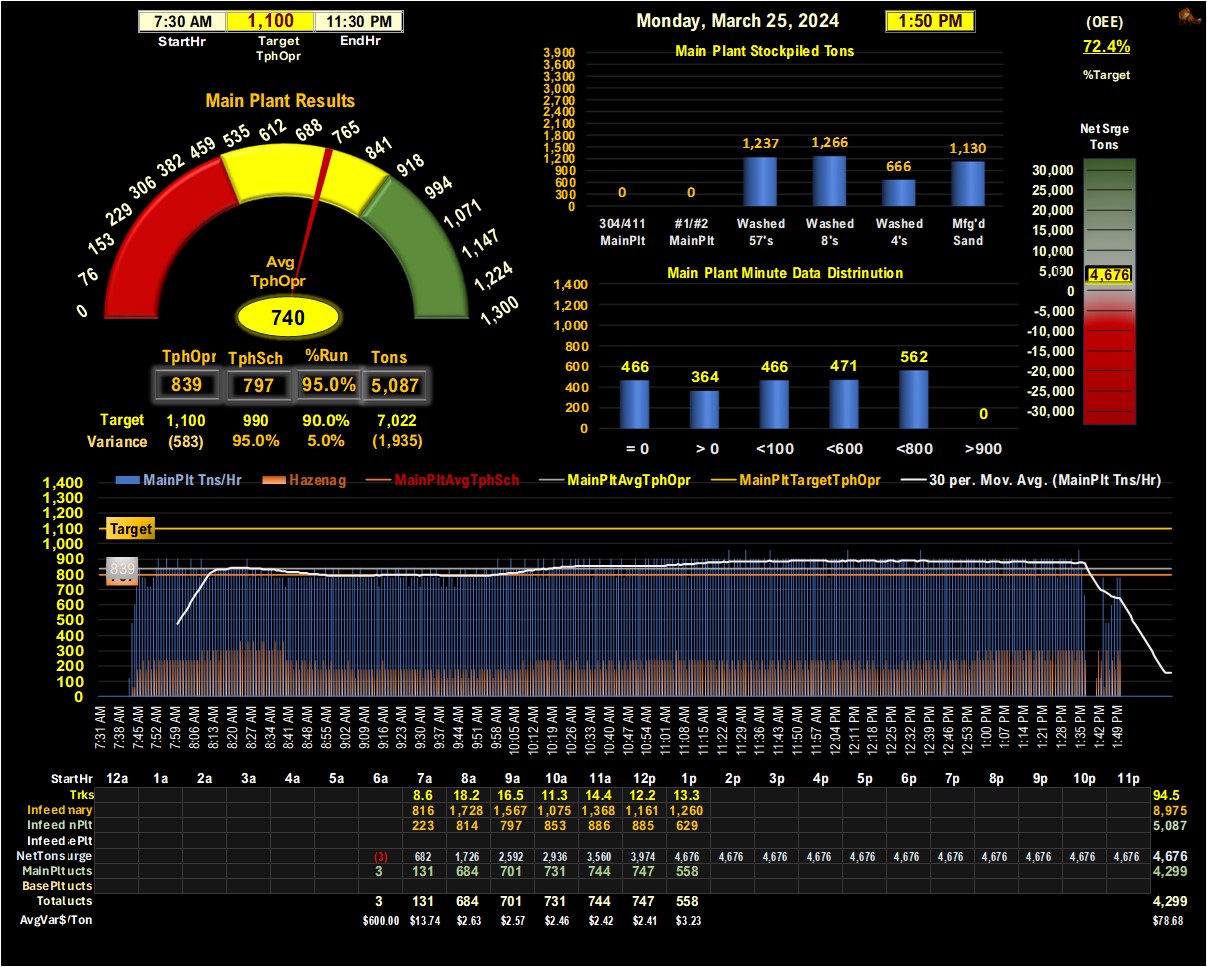 7:30 AM 1,100 11:30 PM
StartHr Target TphOpr EndHr
Monday, March 25, 2024 1:50 PM
(OEE)
72.4%
%Target
Main Plant Results
0 76 153 229 306 382 459 535 612 688 765 841 918 994 1,071 1,147 1,224 1,300
Avg
TphOpr
740
TphOpr TphSch %Run Tons
839 797 95.0% 5,087
Target 1,100 990 90.0% 7,022
Variance (583) 95.0% 5.0% (1,935)
Main Plant Stockpiled Tons
3,900
3,600
3,300
3,000
2,700
2,400
2,100
1,800
1,500
1,200
900
600
300
0
0 0 1,237 1,266 666 1,130
304/411 #1/#2 Washed Washed Washed Mfg'd
MainPlt MainPlt 57's 8's 4's Sand
Main Plant Minute Data Distrinution
1,400
1,200
1,000
800
600
400
200
0
466 364 466 471 562 0
= 0 > 0 <100 <600 <800 >900
Net Srge
Tons
30,000
25,000
20,000
15,000
10,000
5,000
0
-5,000
-10,000
-15,000
-20,000
-25,000
-30,000
4,676
MainPlt Tns/Hr Hazenag MainPltAvgTphSch MainPltAvgTphOpr MainPltTargetTphOpr 30 per. Mov. Avg. (MainPlt Tns/Hr)
1,400
1,300
1,200
1,100
1,000
900
800
700
600
500
400
300
200
100
0
Target
839
7:31 AM 7:38 AM 7:45 AM 7:52 AM 7:59 AM 8:06 AM 8:13 AM 8:20 AM 8:27 AM 8:34 AM 8:41 AM 8:48 AM 8:55 AM 9:02 AM 9:09 AM 9:16 AM 9:23 AM 9:30 AM 9:37 AM 9:44 AM 9:51 AM 9:58 AM 10:05 AM 10:12 AM 10:19 AM 10:26 AM 10:33 AM 10:40 AM 10:47 AM 10:54 AM 11:01 AM 11:08 AM 11:15 AM 11:22 AM 11:29 AM 11:36 AM 11:43 AM 11:50 AM 11:57 AM 12:04 PM 12:11 PM 12:18 PM 12:25 PM 12:32 PM 12:39 PM 12:46 PM 12:53 PM 1:00 PM 1:07 PM 1:14 PM 1:21 PM 1:28 PM 1:35 PM 1:42 PM 1:49 PM
StartHr 12a 1a 2a 3a 4a 5a 6a 7a 8a 9a 10a 11a 12p 1p 2p 3p 4p 5p 6p 7p 8p 9p 10p 11p
Trks 8.6 18.2 16.5 11.3 14.4 12.2 13.3 94.5
Infeed nary 816 1,728 1,567 1,075 1,368 1,161 1,260 8,975
Infeed nPlt 223 814 797 853 886 885 629 5,087
Infeed ePlt
NetTons urge (3) 682 1,726 2,592 2,936 3,560 3,974 4,676 4,676 4,676 4,676 4,676 4,676 4,676 4,676 4,676 4,676 4,676 4,676
MainPlt ucts 3 131 684 701 731 744 747 558 4,299
BasePlt ucts
Total ucts 3 131 684 701 731 744 747 558 4,299
AvgVar$/Ton $600.00 $13.74 $2.63 $2.57 $2.46 $2.42 $2.41 $3.23 $78.68